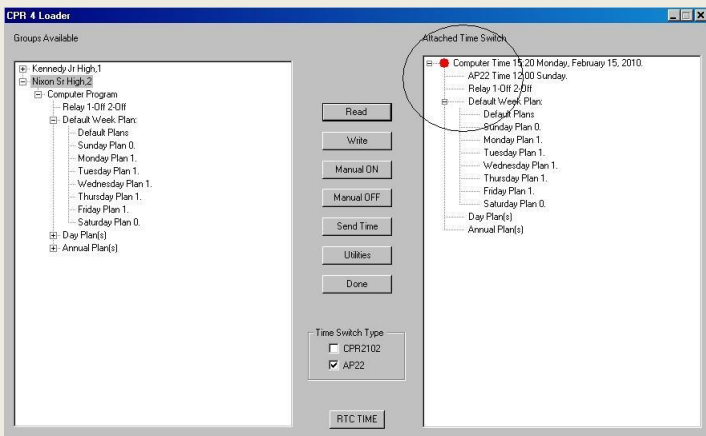 CPR 4 Loader
Groups Available
Kennedy Jr High,1
Nixon Sr High,2
Computer Program
Relay 1-Off 2-Off
Default Week Plan:
Default Plans
Sunday Plan 0.
Monday Plan 1.
Tuesday Plan 1.
Wednesday Plan 1.
Thursday Plan 1.
Friday Plan 1.
Saturday Plan 0.
Day Plan(s)
Annual Plan(s)
Read
Write
Manual ON
Manual OFF
Send Time
Utilities
Done
Time Switch Type
CPR2102
AP22
RTC TIME
Attached Time Switch
Computer Time 15:20 Monday, February 15, 2010.
AP22 Time 12:00 Sunday.
Relay 1-Off 2-Off
Default Week Plan:
Default Plans
Sunday Plan 0.
Monday Plan 1.
Tuesday Plan 1.
Wednesday Plan 1.
Thursday Plan 1.
Friday Plan 1.
Saturday Plan 0.
Day Plan(s)
Annual Plan(s)